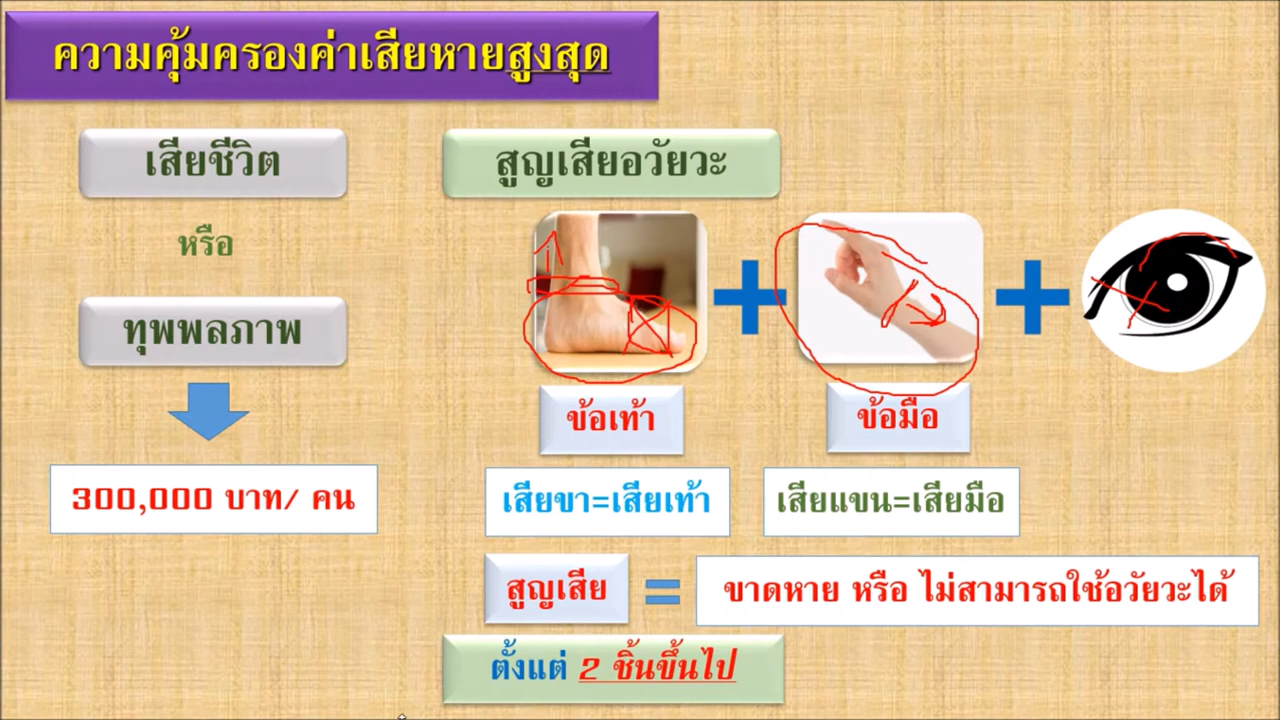 ความคุ้มครองค่าเสียหายสูงสุด
เสียชีวิต
หรือ
ทุพพลภาพ
300,000 บาท/ คน
สูญเสียอวัยวะ
ข้อเท้า
ข้อมือ
เสียขา=เสียเท้า
เสียแขน=เสียมือ
สูญเสีย = ขาดหาย หรือ ไม่สามารถใช้อวัยวะได้
ตั้งแต่ 2 ชิ้นขึ้นไป